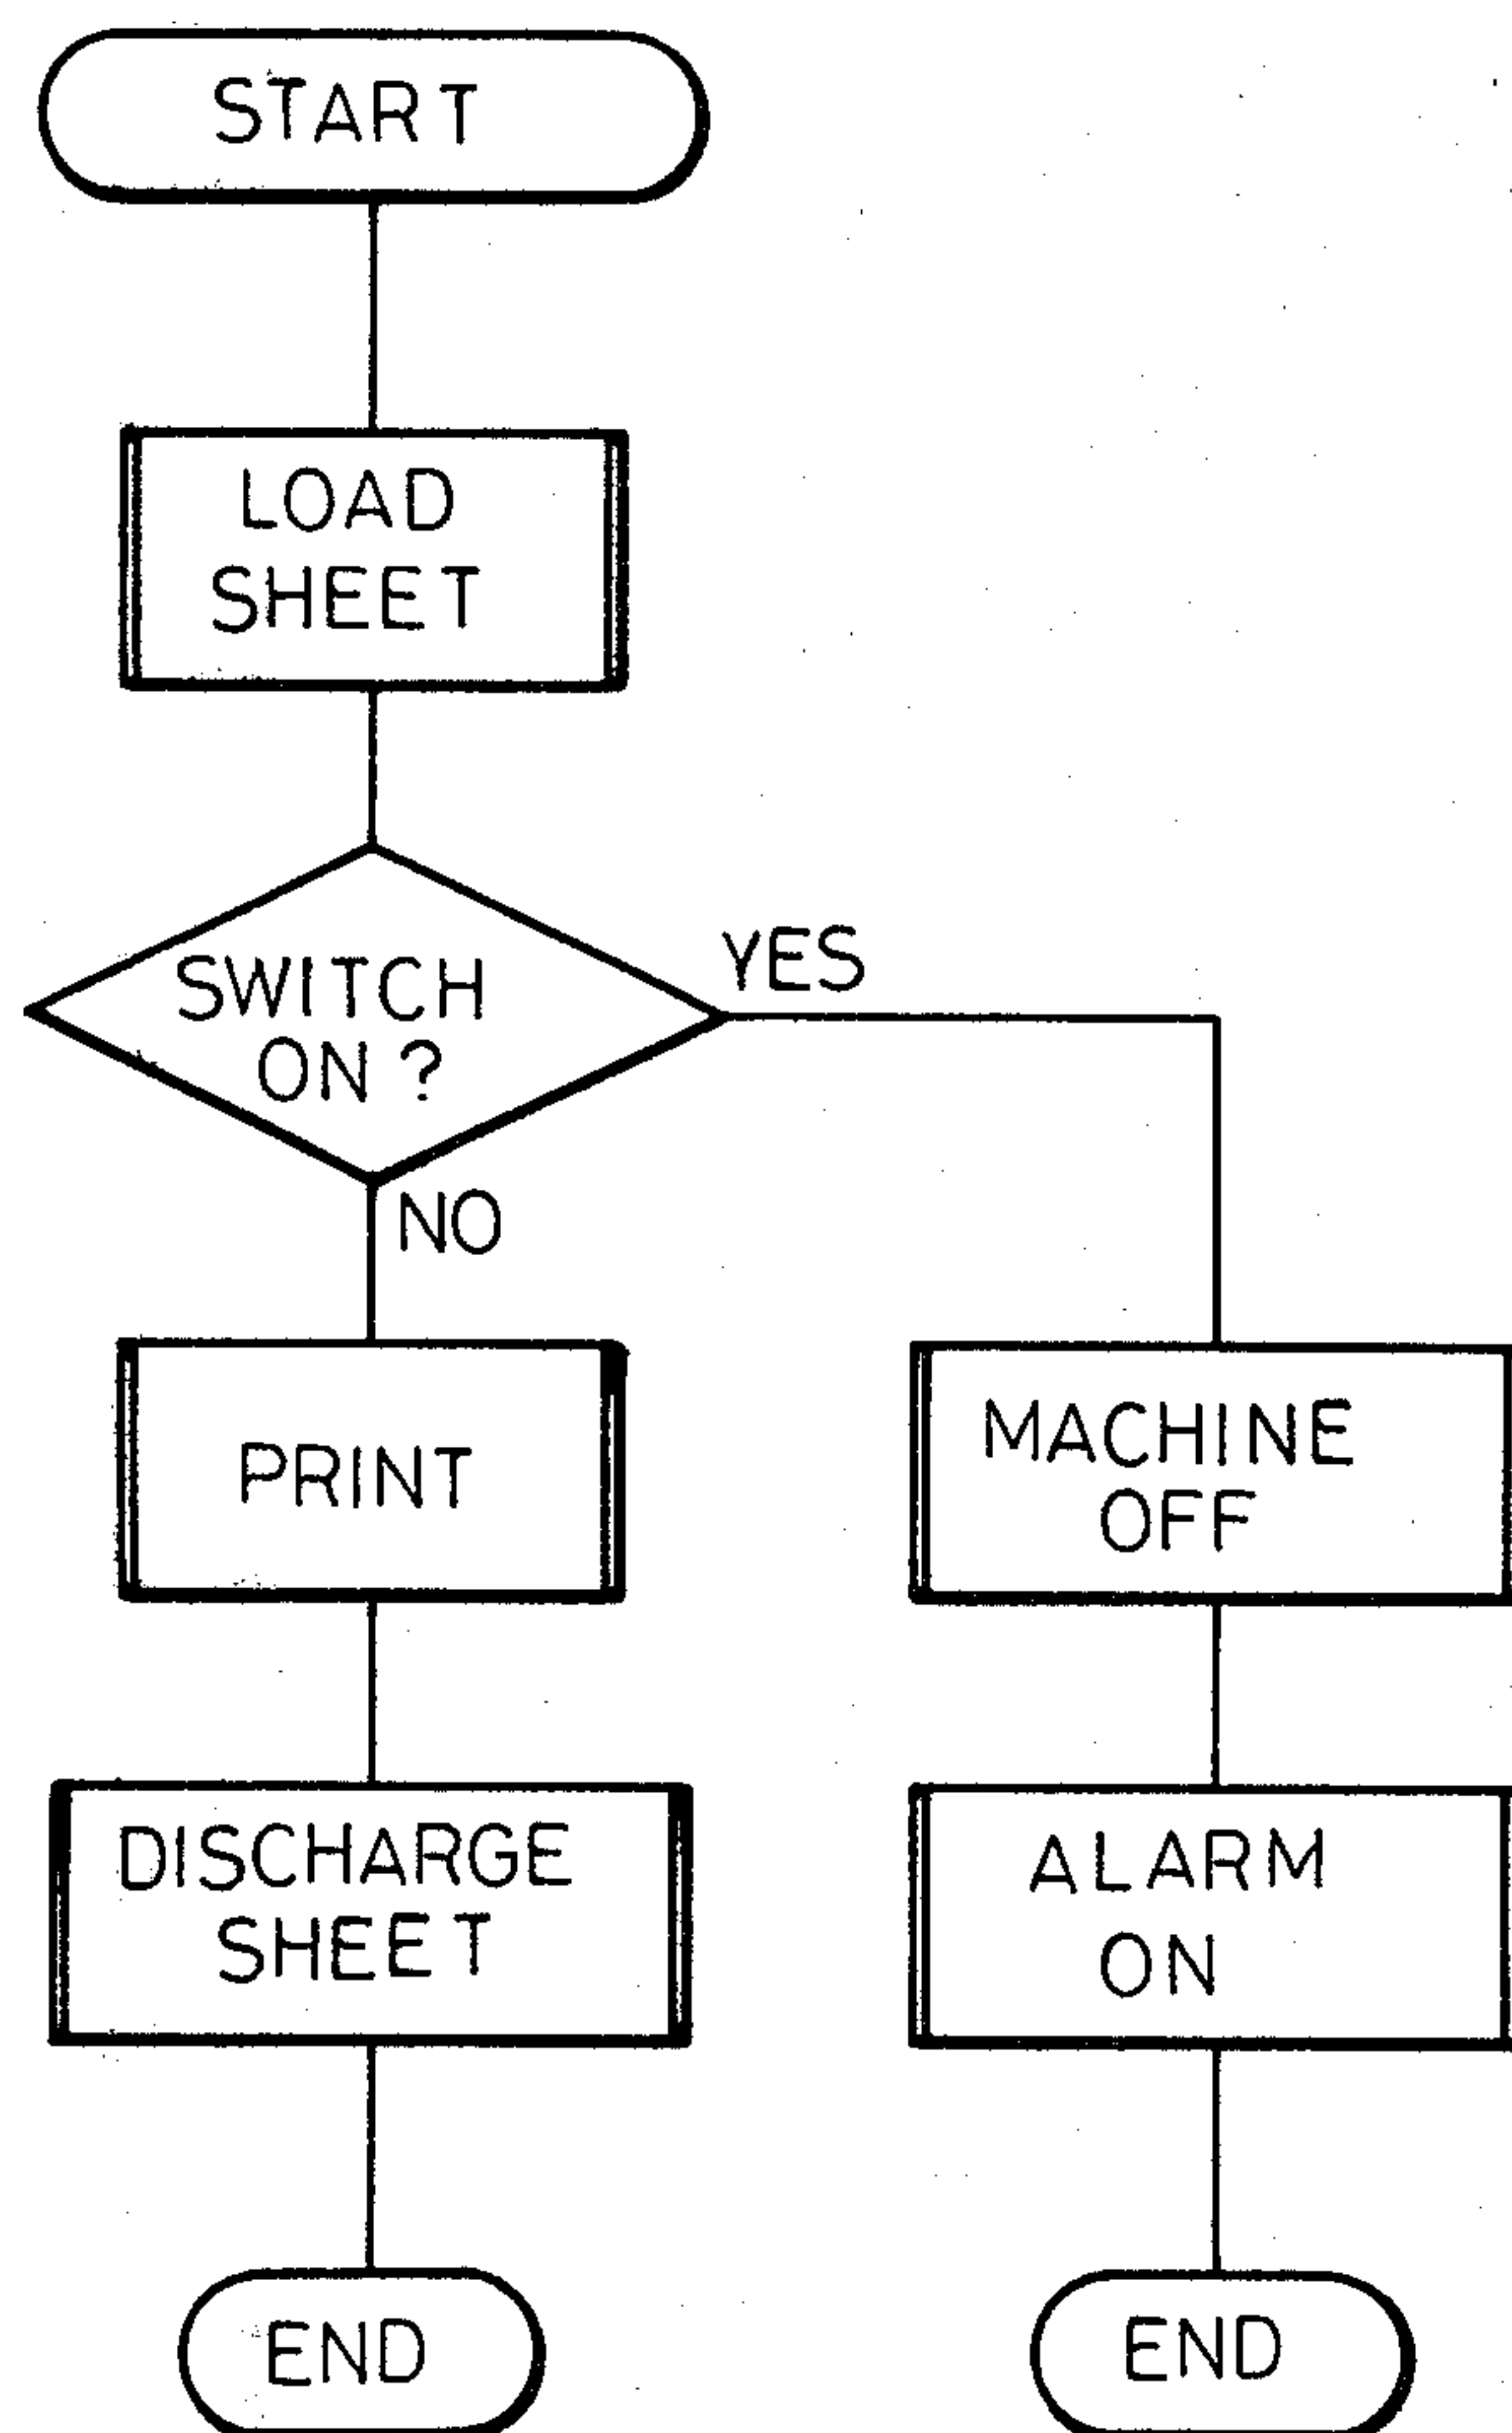 START
LOAD
SHEET
SWITCH
ON?
YES
NO
PRINT
DISCHARGE
SHEET
END
MACHINE
OFF
ALARM
ON
END